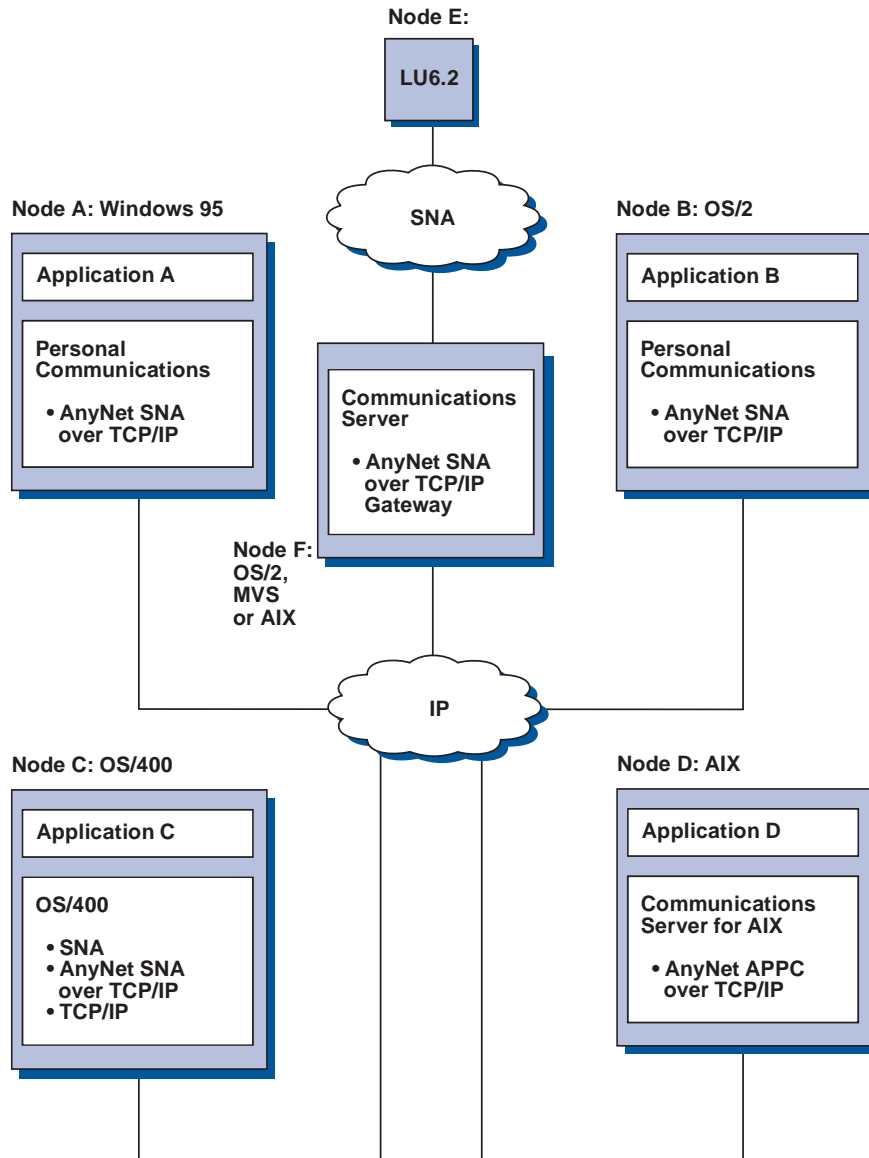 Node E:
LU6.2
SNA
Node A: Windows 95
Application A
Personal
Communications
• AnyNet SNA
over TCP/IP
Node B: OS/2
Application B
Personal
Communications
• AnyNet SNA
over TCP/IP
Communications
Server
• AnyNet SNA
over TCP/IP
Gateway
Node F:
OS/2,
MVS
or AIX
IP
Node C: OS/400
Application C
OS/400
• SNA
• AnyNet SNA
over TCP/IP
• TCP/IP
Node D: AIX
Application D
Communications
Server for AIX
• AnyNet APPC
over TCP/IP